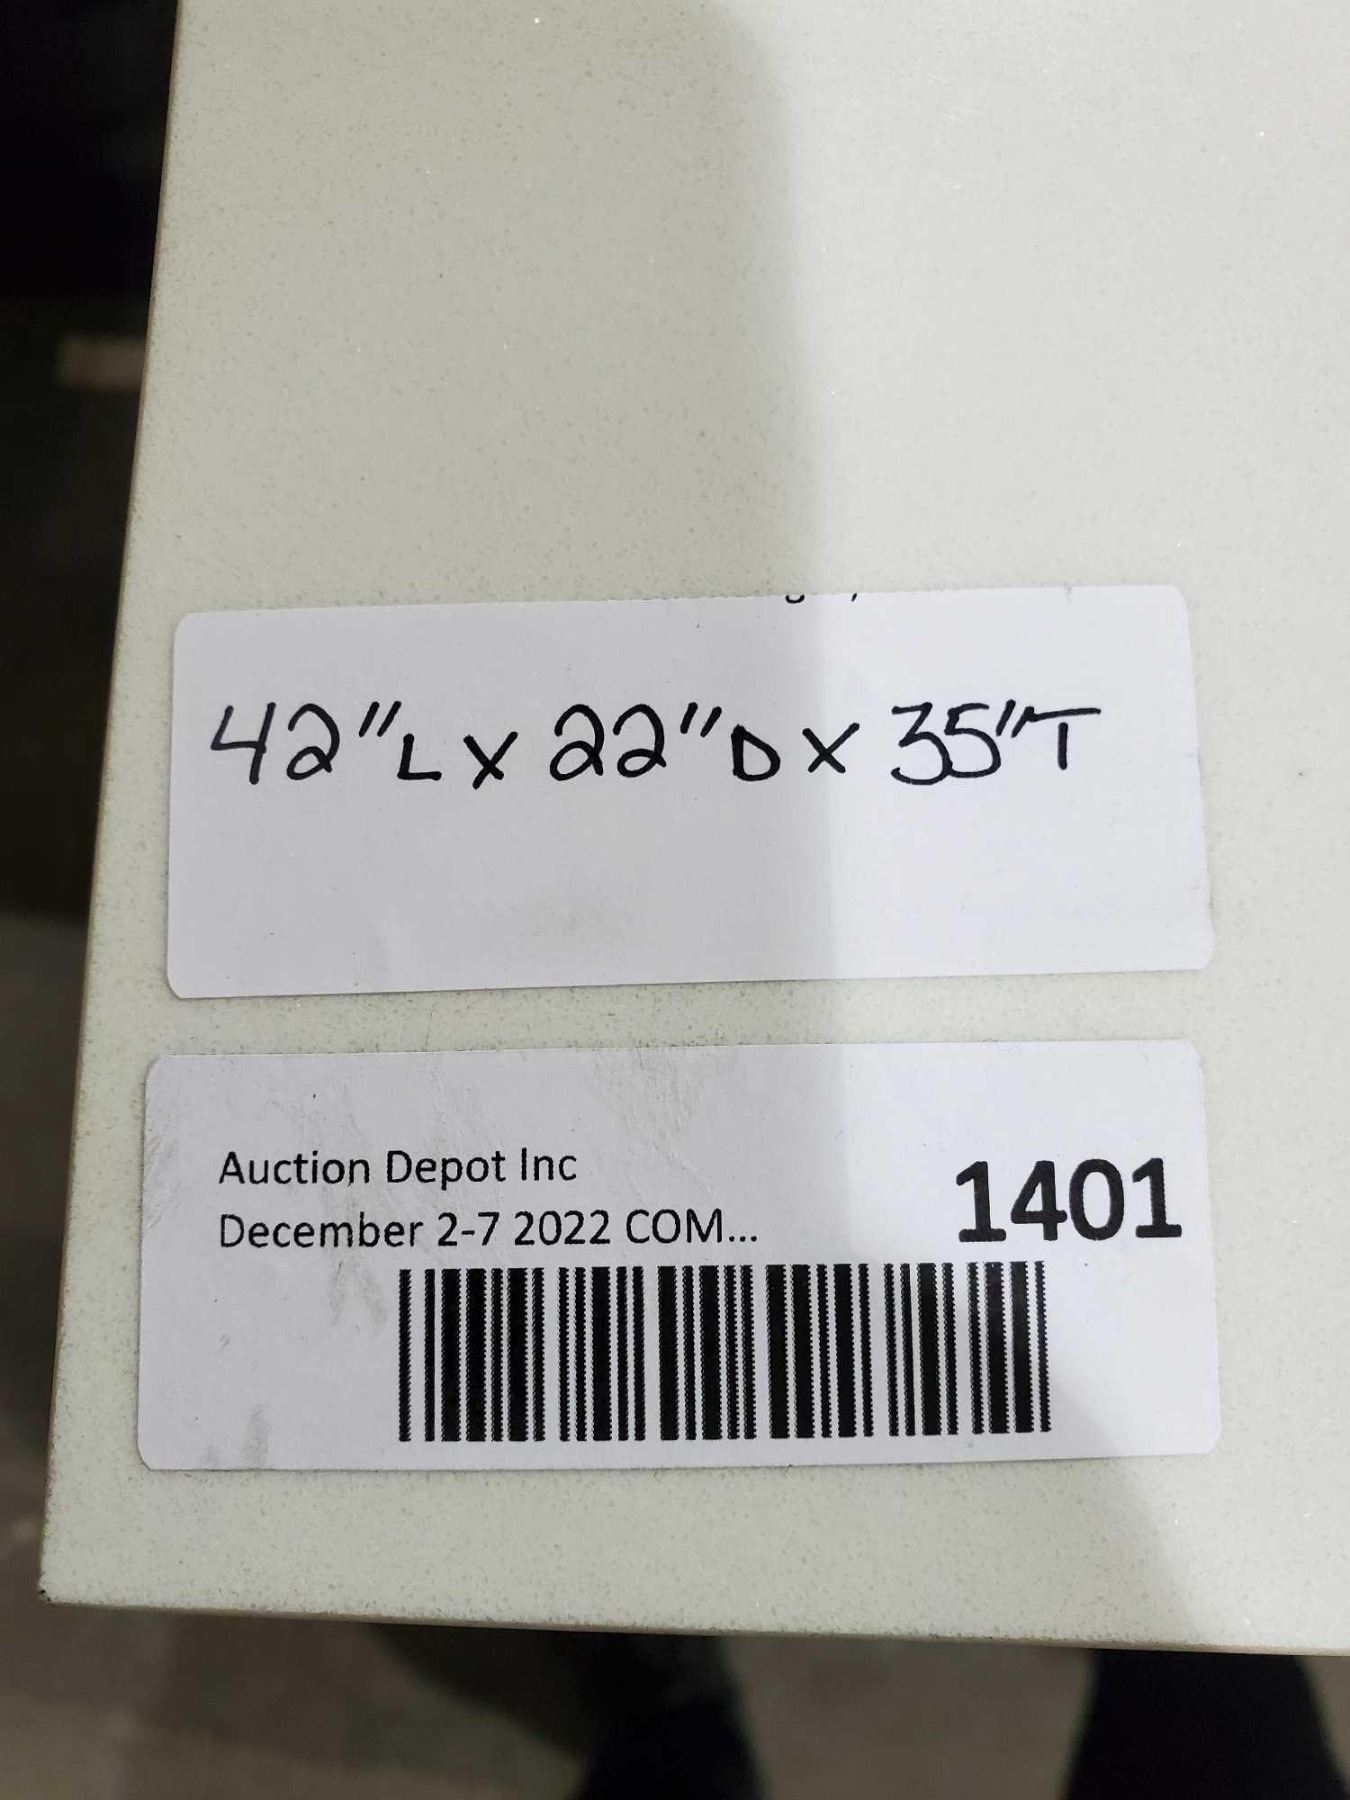 42"L x 22"D x 35"T
Auction Depot Inc
December 2-7 2022 COM...
1401